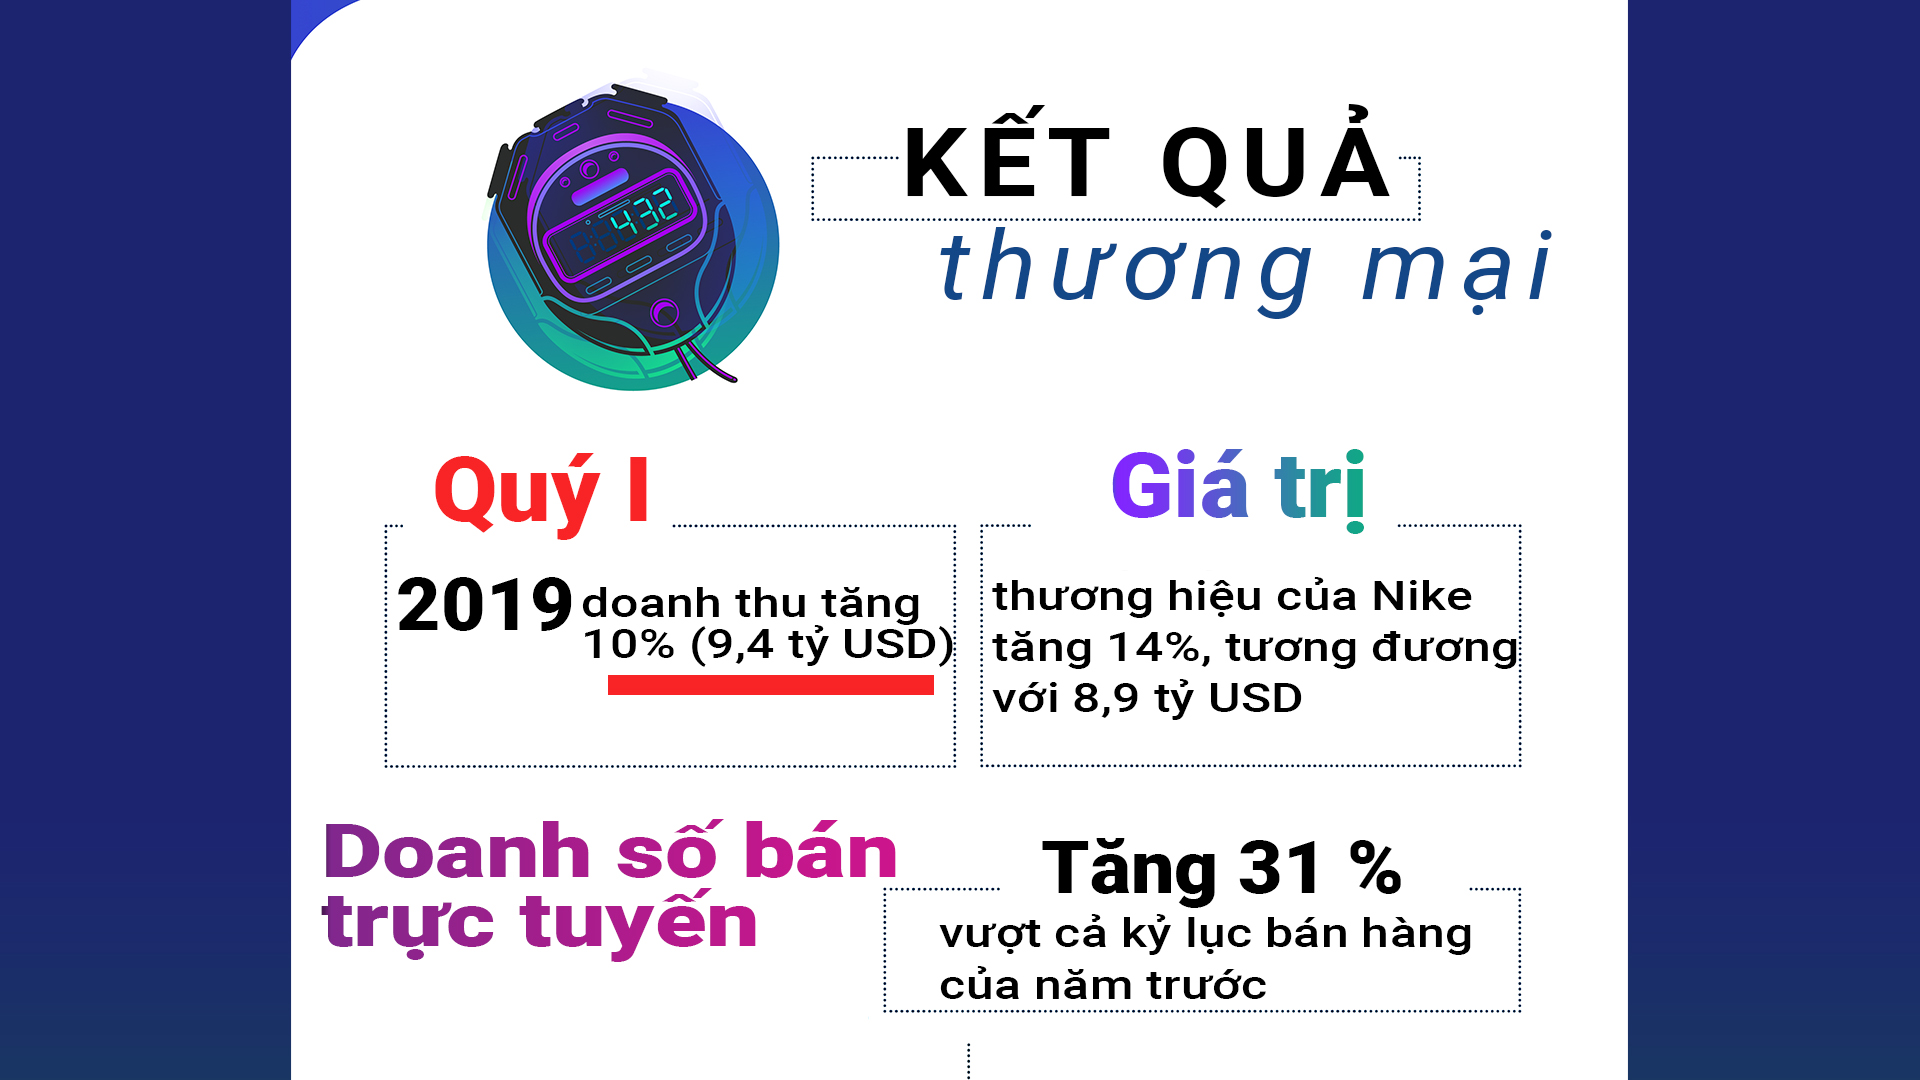 432
KẾT QUẢ
thương mại
Quý I
2019 doanh thu tăng
10% (9,4 tỷ USD)
Giá trị
thương hiệu của Nike
tăng 14%, tương đương
với 8,9 tỷ USD
Doanh số bán
trực tuyến
Tăng 31 %
vượt cả kỷ lục bán hàng
của năm trước